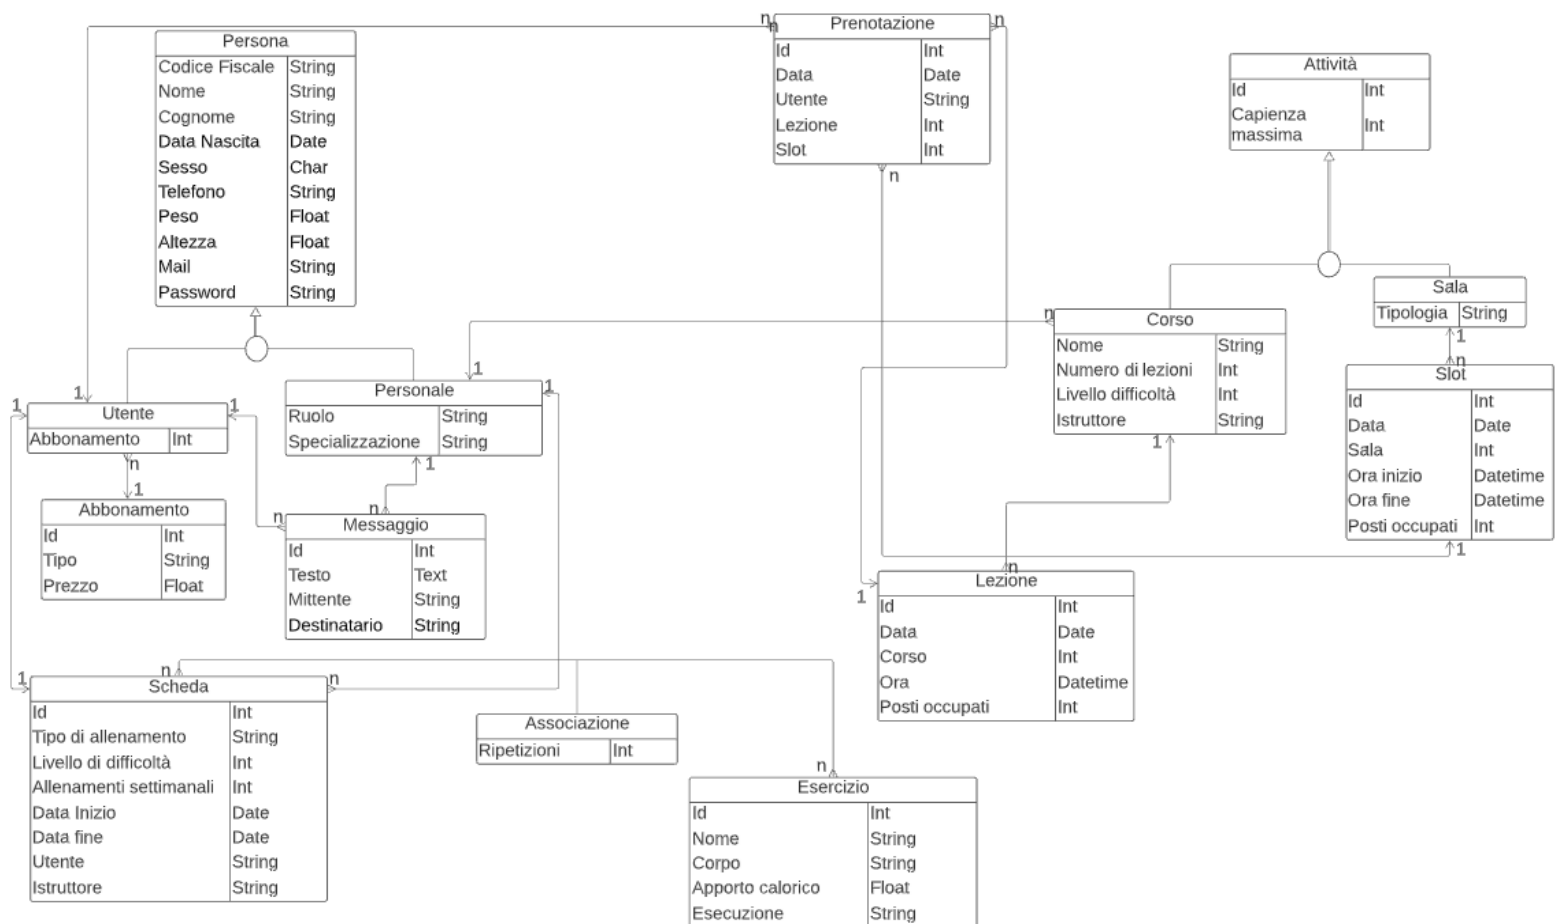 Persona
Codice Fiscale String
Nome String
Cognome String
Data Nascita Date
Sesso Char
Telefono String
Peso Float
Altezza Float
Mail String
Password String
n
n
Prenotazione
n
Id Int
Data Date
Utente String
Lezione Int
Slot Int
n
Attività
Id Int
Capienza
massima Int
Sala
Tipologia String
1
n
Corso
Nome String
Numero di lezioni Int
Livello difficoltà Int
Istruttore String
n
1
Slot
Id Int
Data Date
Sala Int
Ora inizio Datetime
Ora fine Datetime
Posti occupati Int
1
1
1
1
Utente
Abbonamento Int
n
1
1
1
Personale
Ruolo String
Specializzazione String
1
Abbonamento
Id Int
Tipo String
Prezzo Float
n
n
Messaggio
Id Int
Testo Text
Mittente String
Destinatario String
n
1
Lezione
Id Int
Data Date
Corso Int
Ora Datetime
Posti occupati Int
1
n
n
Scheda
Id Int
Tipo di allenamento String
Livello di difficoltà Int
Allenamenti settimanali Int
Data Inizio Date
Data fine Date
Utente String
Istruttore String
Associazione
Ripetizioni Int
n
Esercizio
Id Int
Nome String
Corpo String
Apporto calorico Float
Esecuzione String